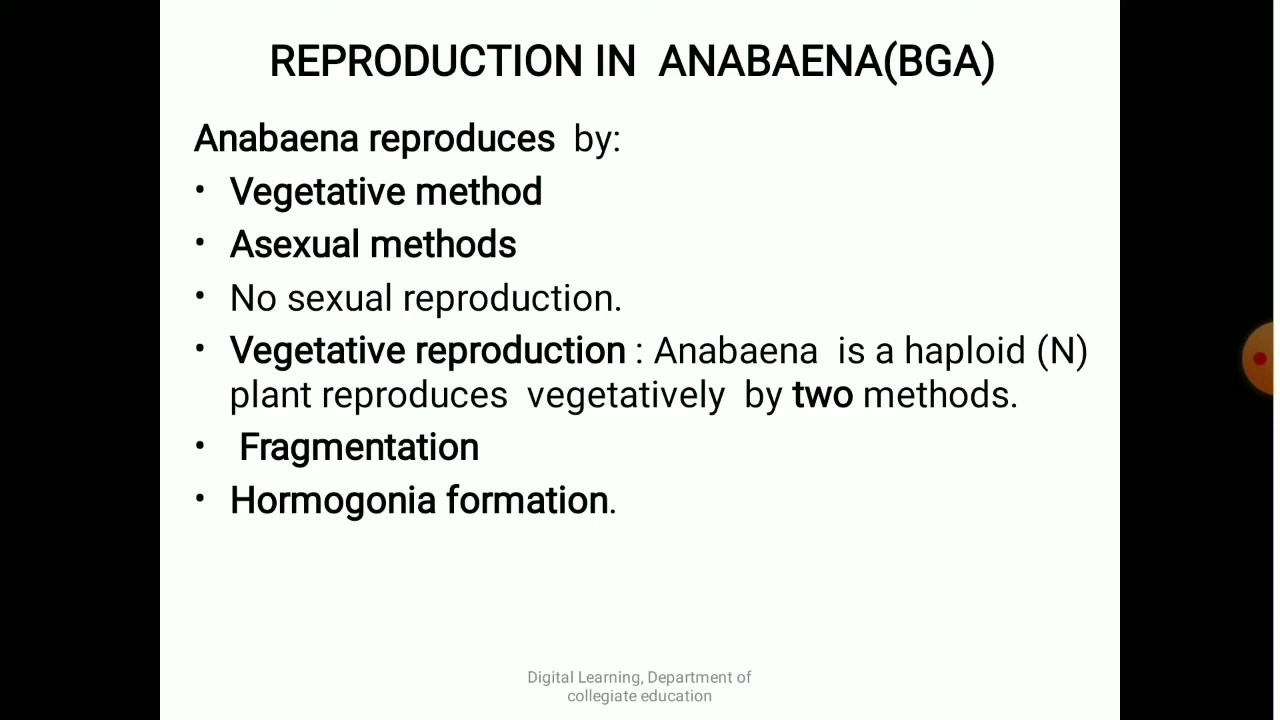 REPRODUCTION IN ANABAENA(BGA)
Anabaena reproduces by:
• Vegetative method
• Asexual methods
• No sexual reproduction.
• Vegetative reproduction : Anabaena is a haploid (N)
plant reproduces vegetatively by two methods.
• Fragmentation
• Hormogonia formation.
Digital Learning, Department of
collegiate education